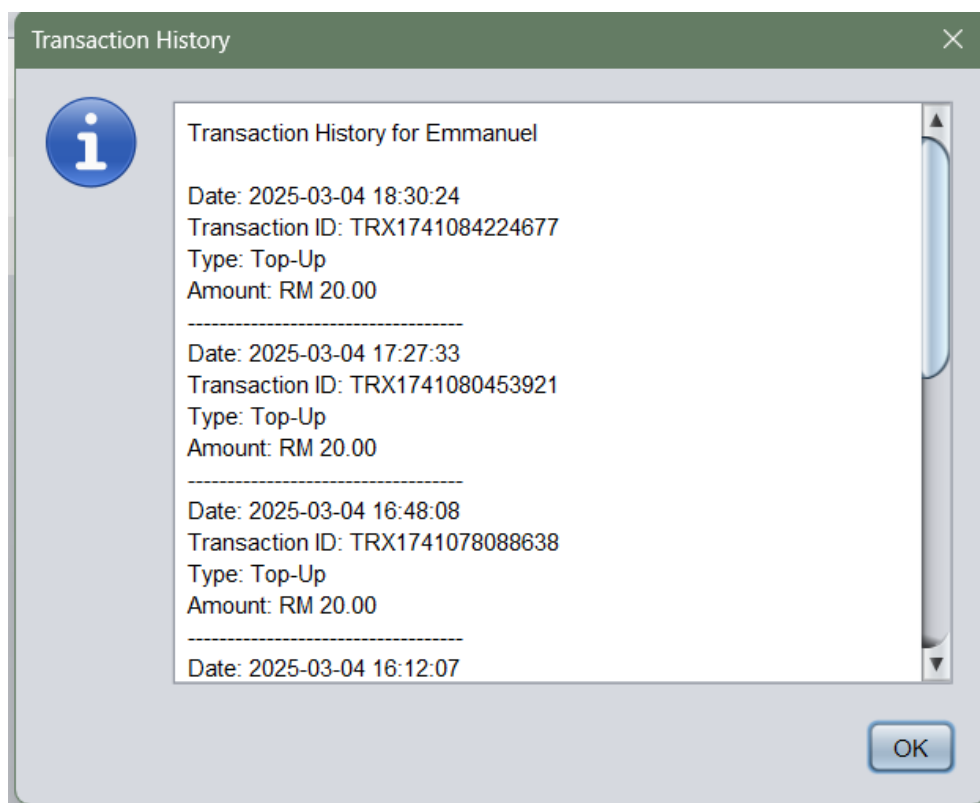 Transaction History
Transaction History for Emmanuel
Date: 2025-03-04 18:30:24
Transaction ID: TRX1741084224677
Type: Top-Up
Amount: RM 20.00
-----------------------------------
Date: 2025-03-04 17:27:33
Transaction ID: TRX1741080453921
Type: Top-Up
Amount: RM 20.00
-----------------------------------
Date: 2025-03-04 16:48:08
Transaction ID: TRX1741078088638
Type: Top-Up
Amount: RM 20.00
-----------------------------------
Date: 2025-03-04 16:12:07
OK